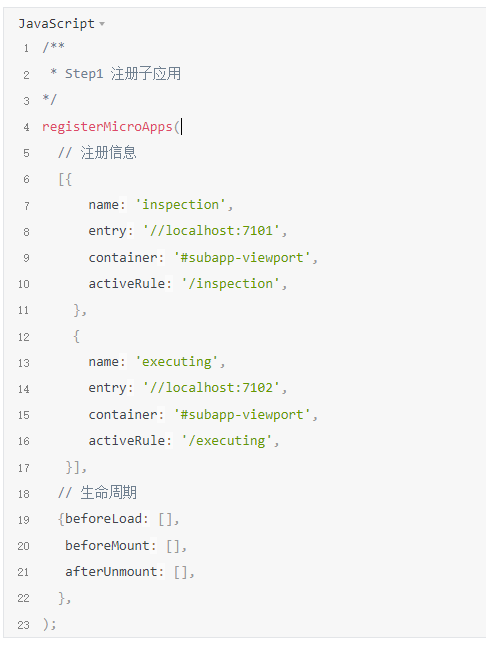 JavaScript
1 /**
2 * Step1 注册子应用
3 */
4 registerMicroApps(
5 // 注册信息
6 [{
7 name: 'inspection',
8 entry: '//localhost:7101',
9 container: '#subapp-viewport',
10 activeRule: '/inspection',
11 },
12 {
13 name: 'executing',
14 entry: '//localhost:7102',
15 container: '#subapp-viewport',
16 activeRule: '/executing',
17 }],
18 // 生命周期
19 {beforeLoad: [],
20 beforeMount: [],
21 afterUnmount: [],
22 },
23 );